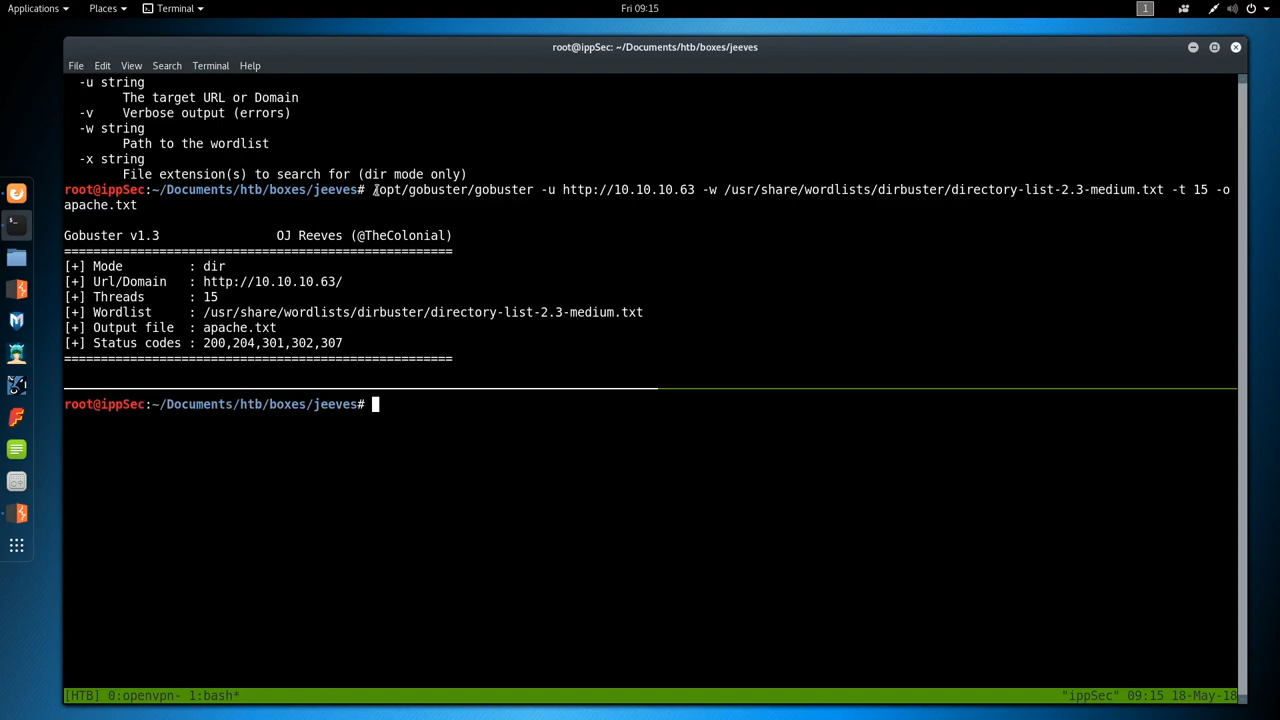 Applications Places Terminal Fri 09:15 1
root@ippSec: ~/Documents/htb/boxes/jeeves
File Edit View Search Terminal Help
-u string
The target URL or Domain
-v Verbose output (errors)
-w string
Path to the wordlist
-x string
File extension(s) to search for (dir mode only)
root@ippSec:~/Documents/htb/boxes/jeeves# /opt/gobuster/gobuster -u http://10.10.10.63 -w /usr/share/wordlists/dirbuster/directory-list-2.3-medium.txt -t 15 -o
apache.txt
Gobuster v1.3 OJ Reeves (@TheColonial)
=====================================================
[+] Mode : dir
[+] Url/Domain : http://10.10.10.63/
[+] Threads : 15
[+] Wordlist : /usr/share/wordlists/dirbuster/directory-list-2.3-medium.txt
[+] Output file : apache.txt
[+] Status codes : 200,204,301,302,307
=====================================================
root@ippSec:~/Documents/htb/boxes/jeeves#
[HTB] 0:openvpn- 1:bash* "ippSec" 09:15 18-May-18